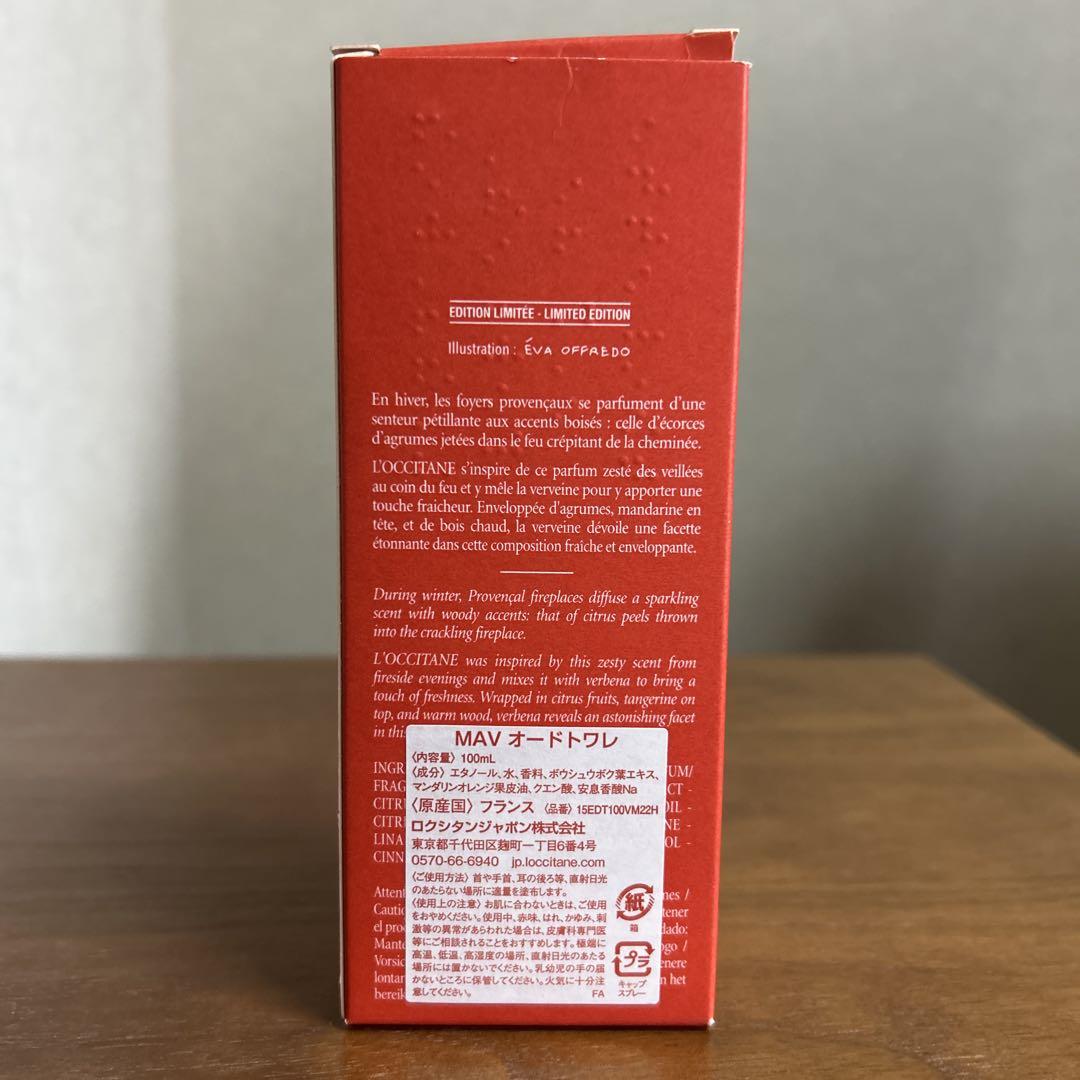 EDITION LIMITÉE - LIMITED EDITION
Illustration : ÉVA OFFREDO
En hiver, les foyers provençaux se parfument d'une
senteur pétillante aux accents boisés : celle d'écorces
d'agrumes jetées dans le feu crépitant de la cheminée.
L'OCCITANE s'inspire de ce parfum zesté des veillées
au coin du feu et y mêle la verveine pour y apporter une
touche fraicheur. Enveloppée d'agrumes, mandarine en
tête, et de bois chaud, la verveine dévoile une facette
étonnante dans cette composition fraîche et enveloppante.
During winter, Provençal fireplaces diffuse a sparkling
scent with woody accents: that of citrus peels thrown
into the crackling fireplace.
L'OCCITANE was inspired by this zesty scent from
fireside evenings and mixes it with verbena to bring a
touch of freshness. Wrapped in citrus fruits, tangerine on
top, and warm wood, verbena reveals an astonishing facet
in this
MAV オードトワレ
〈内容量〉 100mL
〈成分〉 エタノール、水、香料、ボウシュウボク葉エキス、
マンダリンオレンジ果皮油、クエン酸、安息香酸Na
〈原産国〉 フランス 〈品番〉 15EDT100VM22H
ロクシタンジャポン株式会社
東京都千代田区麹町一丁目6番4号
0570-66-6940 jp.loccitane.com
〈ご使用方法〉 首や手首、耳の後ろ等、直射日光
のあたらない場所に適量を塗布します。
〈使用上の注意〉 お肌に合わないときは、ご使用
をおやめください。使用中、赤味、はれ、かゆみ、刺
激等の異常があらわれた場合は、皮膚科専門医
等にご相談されることをおすすめします。極端に
高温、低温、高湿度の場所、直射日光のあたる
場所には置かないでください。乳幼児の手の届
かないところに保管してください。火気に十分注
意してください。 FA
紙
箱
プラ
キャップ
スプレー